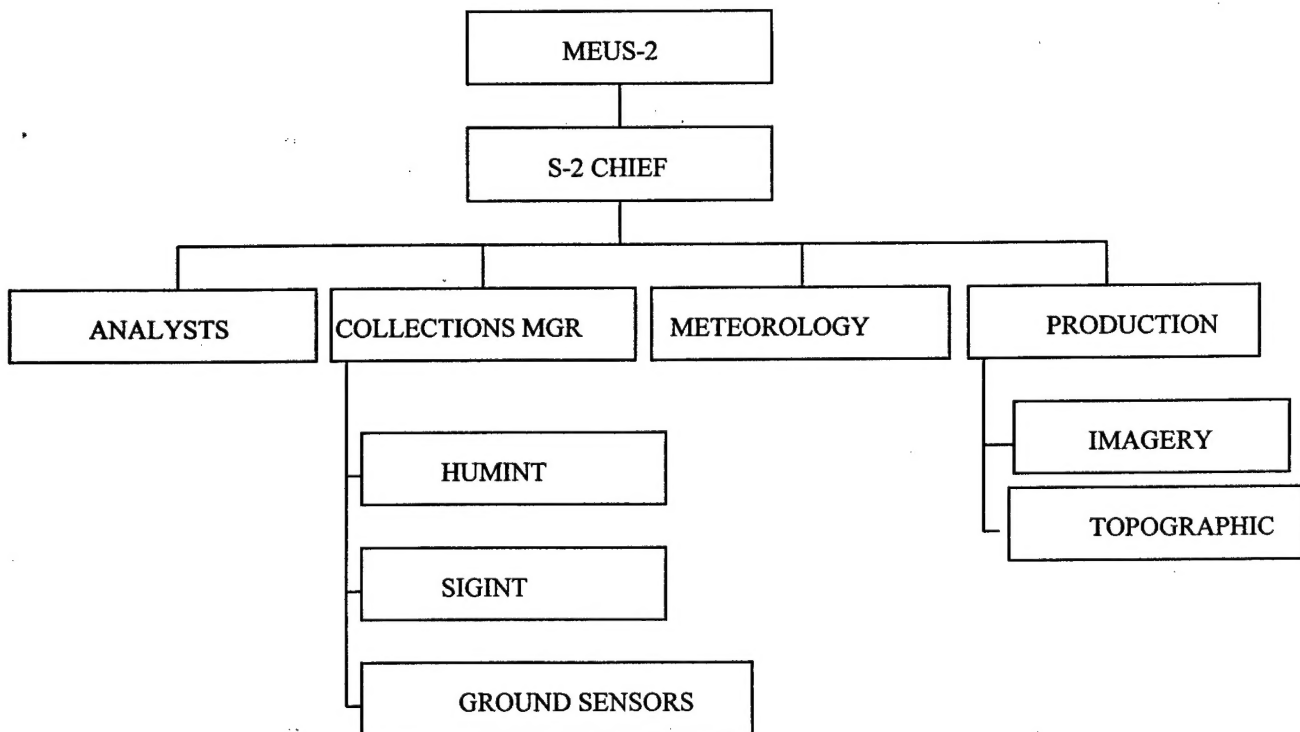 MEUS-2
S-2 CHIEF
ANALYSTS
COLLECTIONS MGR
METEOROLOGY
PRODUCTION
HUMINT
SIGINT
GROUND SENSORS
IMAGERY
TOPOGRAPHIC